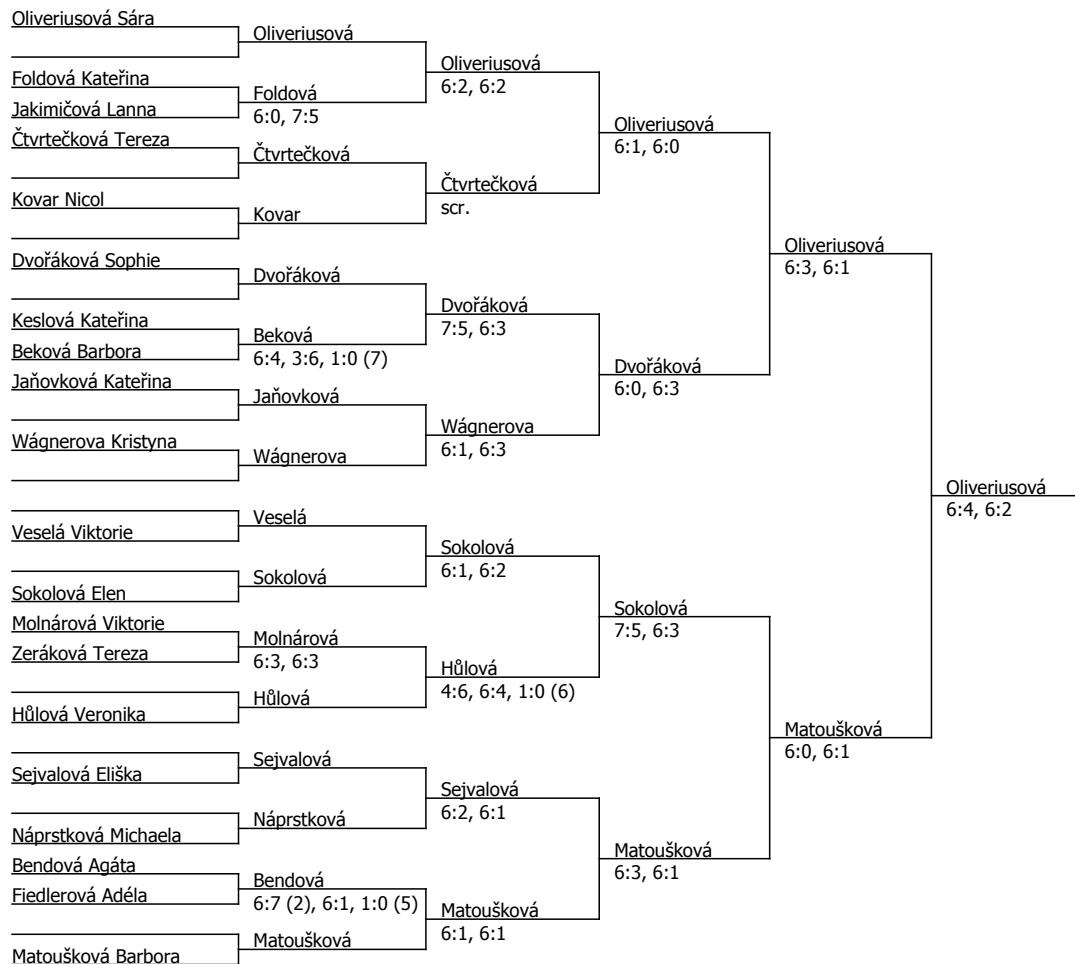 Oliveriusová Sára
Foldová Kateřina
Jakimičová Lanna
Čtvrtečková Tereza
Kovar Nicol
Dvořáková Sophie
Keslová Kateřina
Beková Barbora
Jaňovková Kateřina
Wágnerova Kristyna
Veselá Viktorie
Sokolová Elen
Molnárová Viktorie
Zeráková Tereza
Hůlová Veronika
Sejvalová Eliška
Náprstková Michaela
Bendová Agáta
Fiedlerová Adéla
Matoušková Barbora
Oliveriusová
Foldová
6:0, 7:5
Čtvrtečková
Kovar
Dvořáková
Beková
6:4, 3:6, 1:0 (7)
Jaňovková
Wágnerova
Veselá
Sokolová
Molnárová
6:3, 6:3
Hůlová
Sejvalová
Náprstková
Bendová
6:7 (2), 6:1, 1:0 (5)
Matoušková
Oliveriusová
6:2, 6:2
Čtvrtečková
scr.
Dvořáková
7:5, 6:3
Wágnerova
6:1, 6:3
Sokolová
6:1, 6:2
Hůlová
4:6, 6:4, 1:0 (6)
Sejvalová
6:2, 6:1
Matoušková
6:1, 6:1
Oliveriusová
6:1, 6:0
Dvořáková
6:0, 6:3
Sokolová
7:5, 6:3
Matoušková
6:3, 6:1
Oliveriusová
6:3, 6:1
Matoušková
6:0, 6:1
Oliveriusová
6:4, 6:2